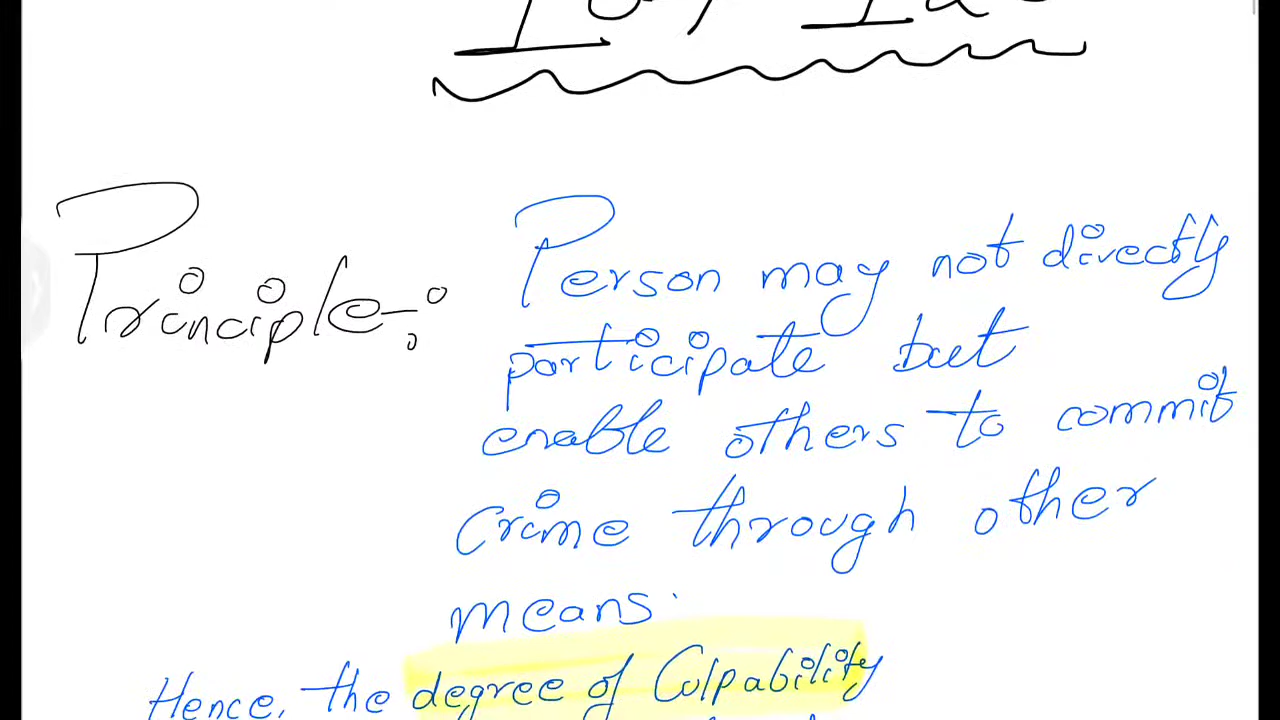 Principle:
Person may not directly
participate but
enable others to commit
crime through other
means.
Hence, the degree of Culpability